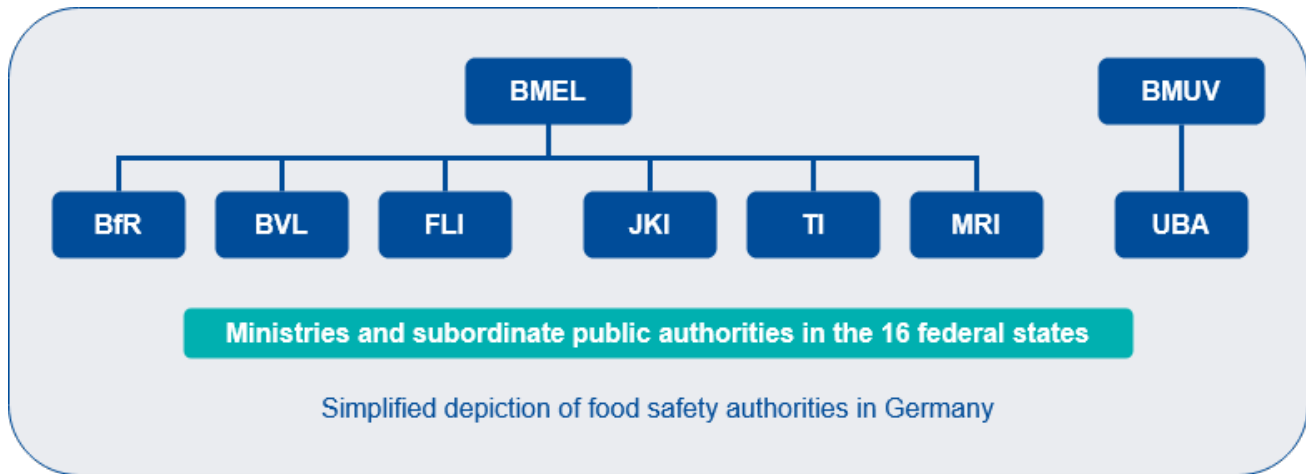 BMEL
BMUV
BfR
BVL
FLI
JKI
TI
MRI
UBA
Ministries and subordinate public authorities in the 16 federal states
Simplified depiction of food safety authorities in Germany